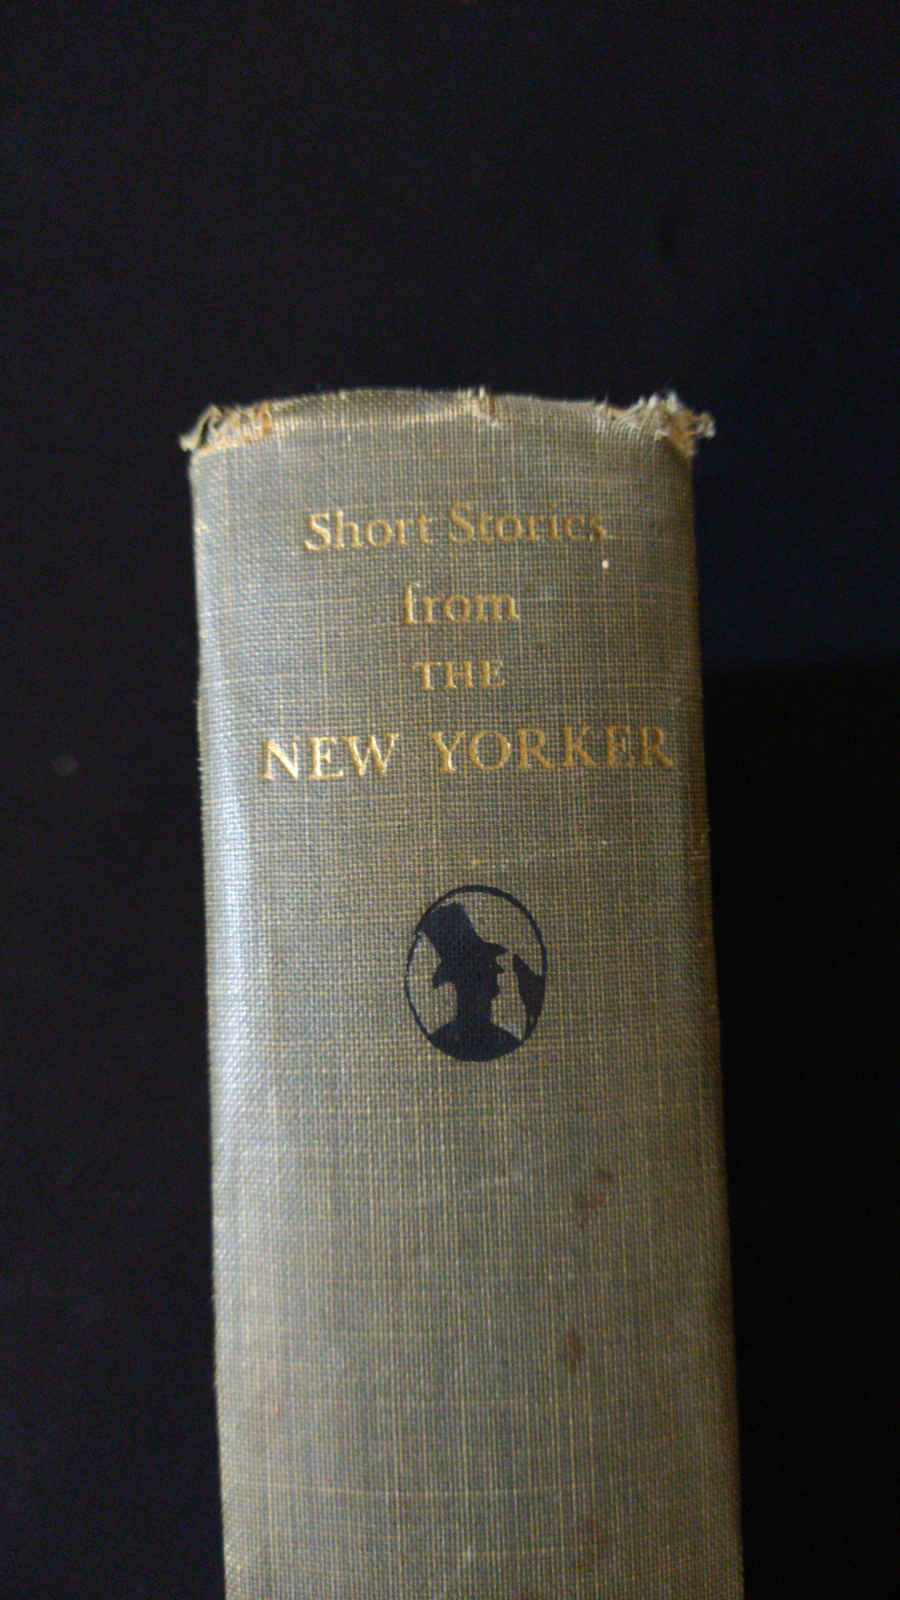 Short Stories
from
THE
NEW YORKER